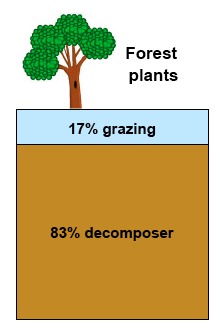 Forest
plants
17% grazing
83% decomposer